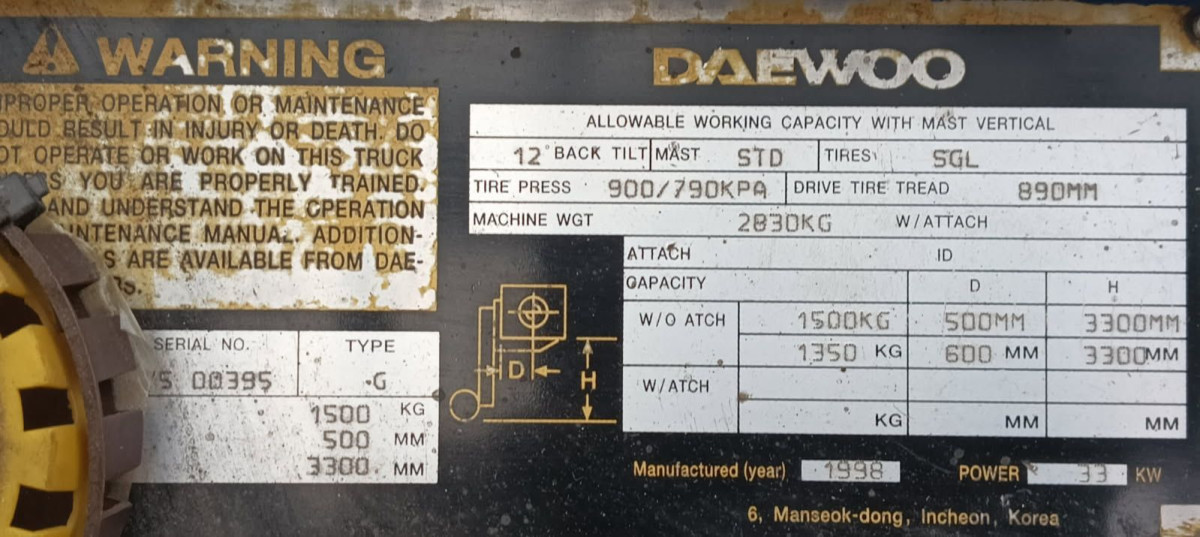 WARNING
PROPER OPERATION OR MAINTENANCE
OULD RESULT IN INJURY OR DEATH. DO
OT OPERATE OR WORK ON THIS TRUCK
S YOU ARE PROPERLY TRAINED.
AND UNDERSTAND THE OPERATION
NTENANCE MANUAL. ADDITION-
S ARE AVAILABLE FROM DAE-
RS.
SERIAL NO. TYPE
S 00395 -G
1500 KG
500 MM
3300. MM
DAEWOO
ALLOWABLE WORKING CAPACITY WITH MAST VERTICAL
12° BACK TILT MAST STD TIRES SGL
TIRE PRESS 900/790KPA DRIVE TIRE TREAD 890MM
MACHINE WGT 2830KG W/ATTACH
ATTACH ID
CAPACITY D H
W/O ATCH 1500KG 500MM 3300MM
1350 KG 600 MM 3300MM
W/ATCH
KG MM MM
D H
Manufactured (year) 1998 POWER 33 KW
6, Manseok-dong, Incheon, Korea